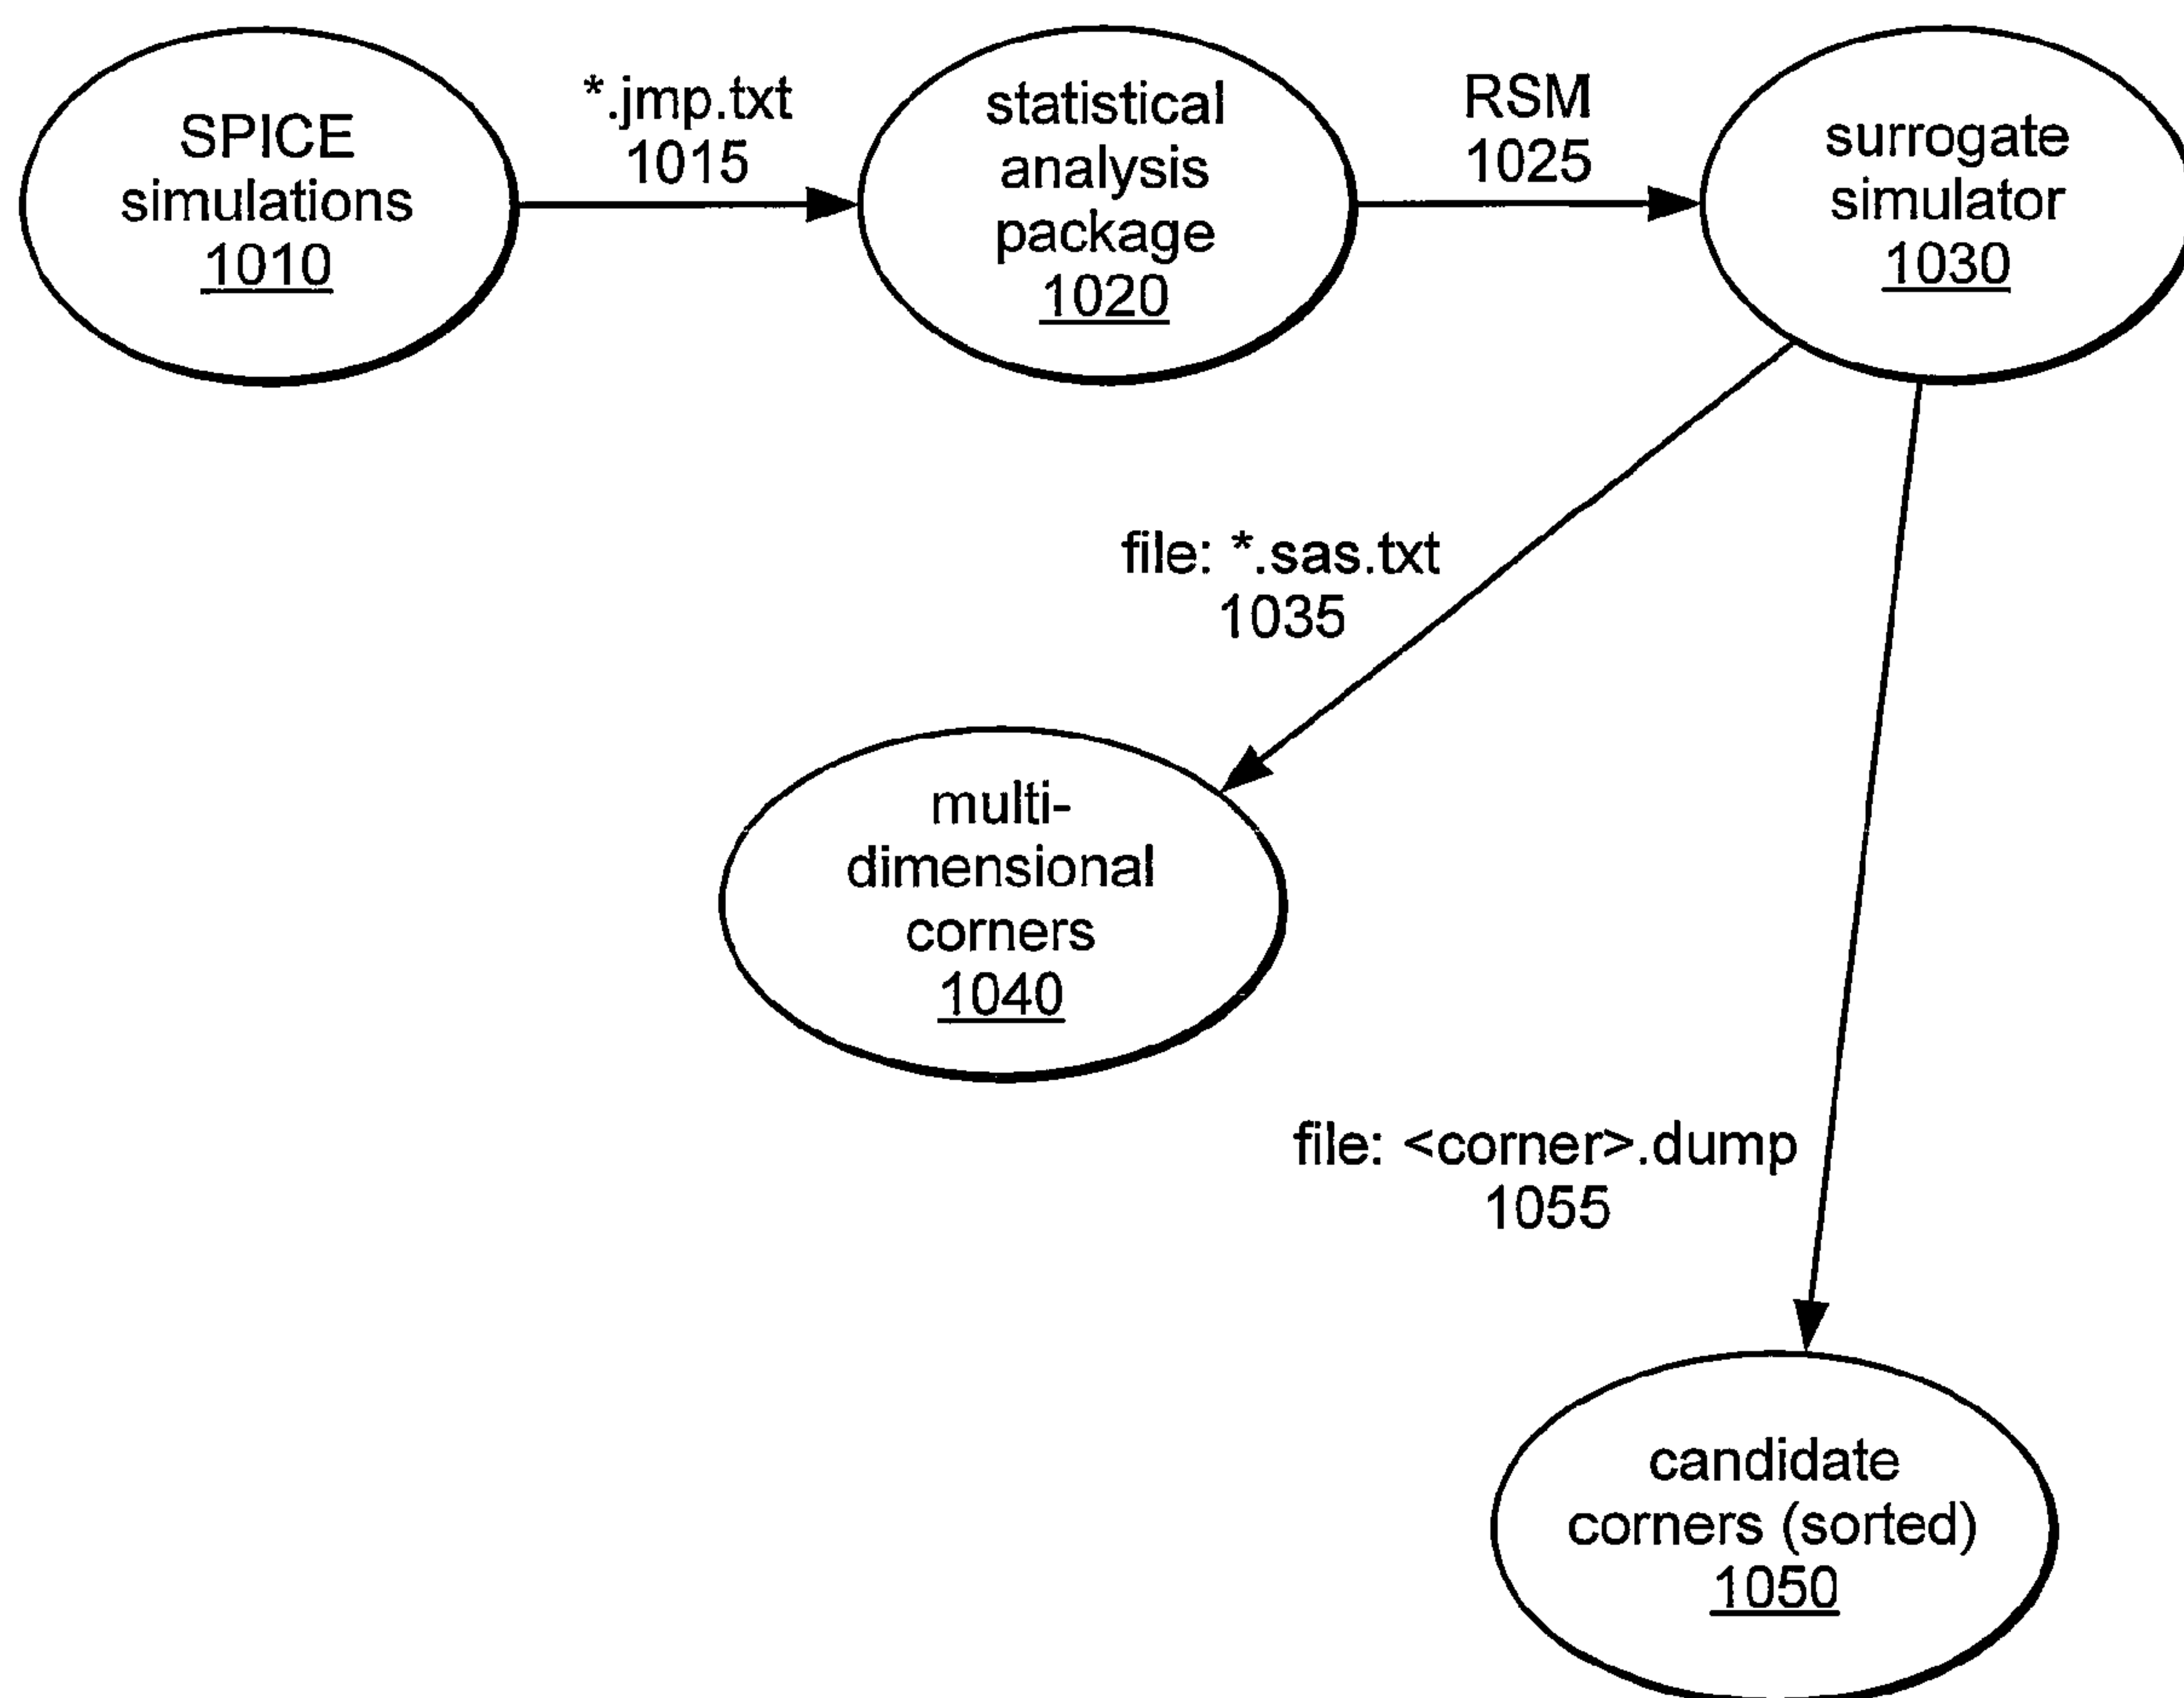 SPICE
simulations
1010
*.jmp.txt
1015
statistical
analysis
package
1020
RSM
1025
surrogate
simulator
1030
file: *.sas.txt
1035
multi-
dimensional
corners
1040
file: <corner>.dump
1055
candidate
corners (sorted)
1050